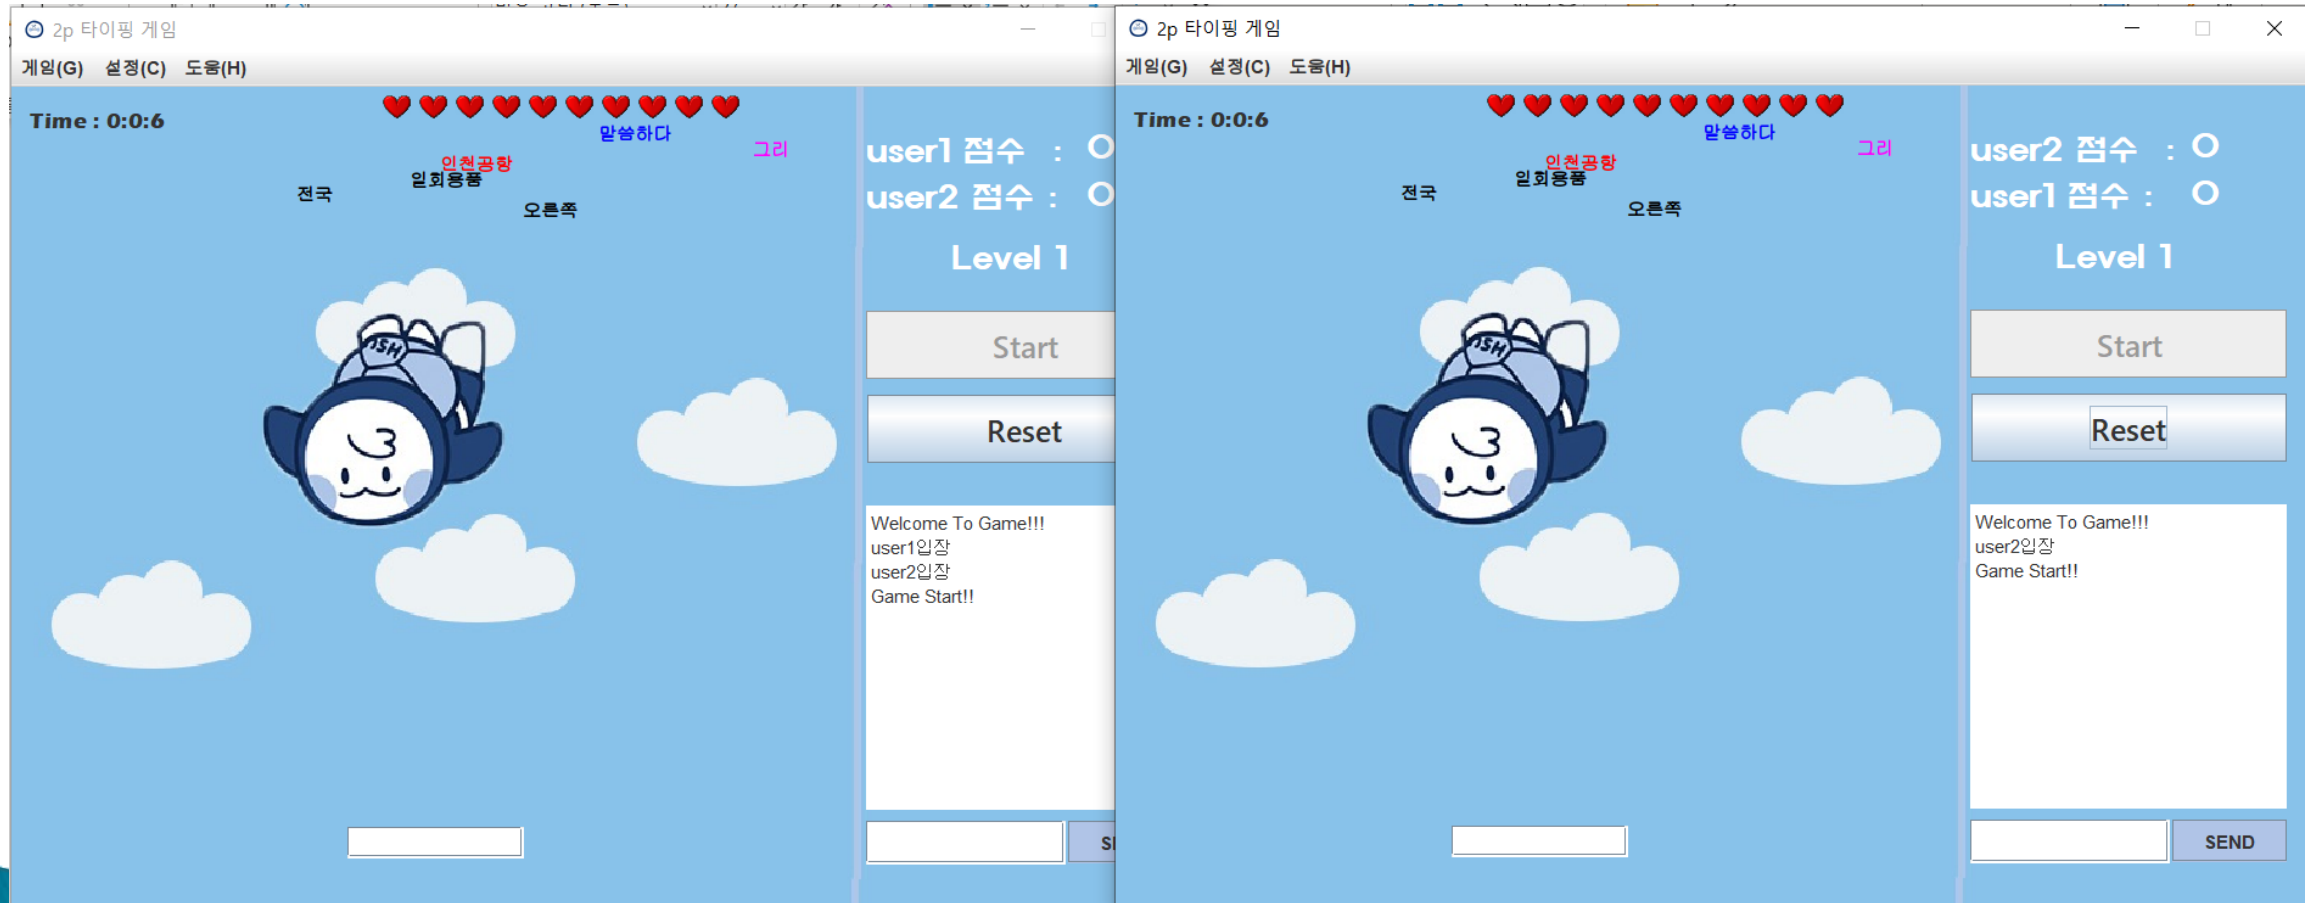 2p 타이핑 게임
게임(G) 설정(C) 도움(H)
Time : 0:0:6
말씀하다
그리
인천공항
일회용품
전국
오른쪽
HSU
user1 점수 : 0
user2 점수 : 0
Level 1
Start
Reset
Welcome To Game!!!
user1입장
user2입장
Game Start!!
2p 타이핑 게임
게임(G) 설정(C) 도움(H)
Time : 0:0:6
말씀하다
그리
인천공항
일회용품
전국
오른쪽
HSU
user2 점수 : 0
user1 점수 : 0
Level 1
Start
Reset
Welcome To Game!!!
user2입장
Game Start!!
SEND